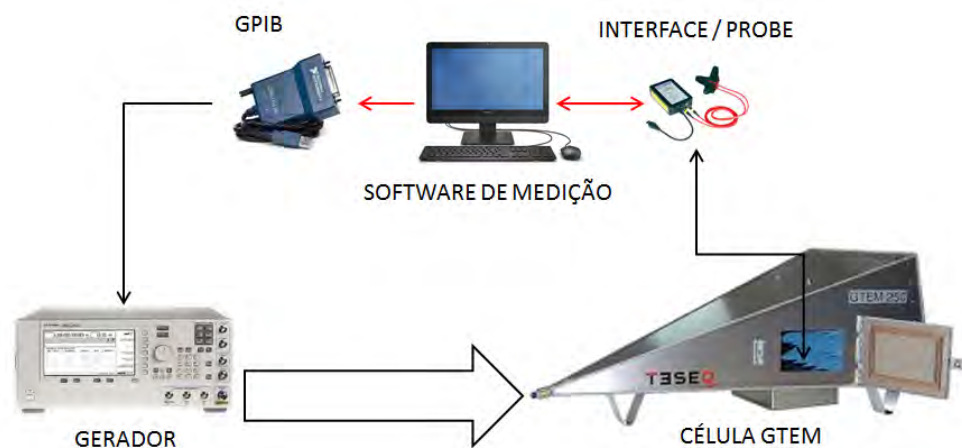 GPIB
INTERFACE / PROBE
SOFTWARE DE MEDIÇÃO
GTEM 250
TESEQ
GERADOR
CÉLULA GTEM